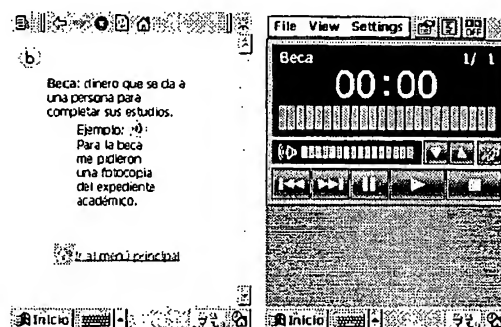 b
Beca: dinero que se da a
una persona para
completar sus estudios.
Ejemplo:
Para la beca
me pidieron
una fotocopia
del expediente
académico.
Ir al menú principal
Inicio
File View Settings
OFF
Beca 1/ 1
00:00
Inicio